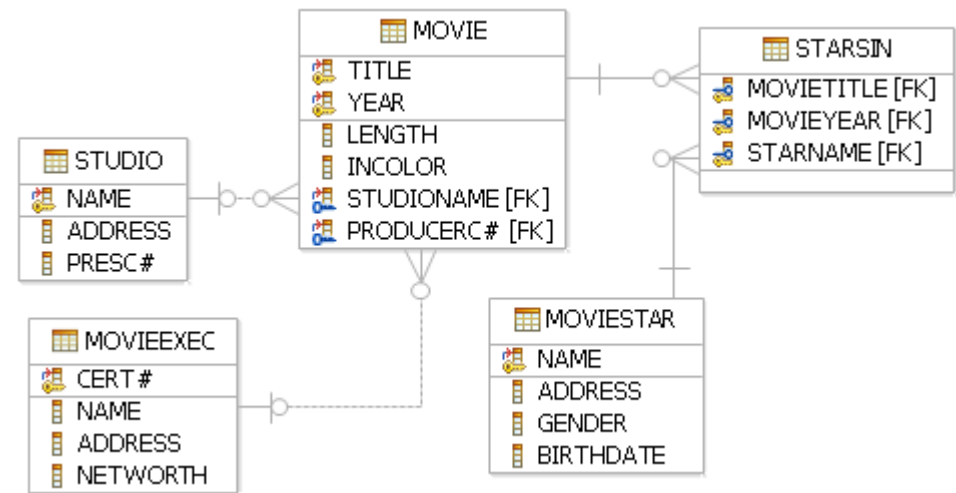 MOVIE
TITLE
YEAR
LENGTH
INCOLOR
STUDIONAME [FK]
PRODUCERC# [FK]
STARSIN
MOVIETITLE [FK]
MOVIEYEAR [FK]
STARNAME [FK]
STUDIO
NAME
ADDRESS
PRESC#
MOVIEEXEC
CERT#
NAME
ADDRESS
NETWORTH
MOVIESTAR
NAME
ADDRESS
GENDER
BIRTHDATE